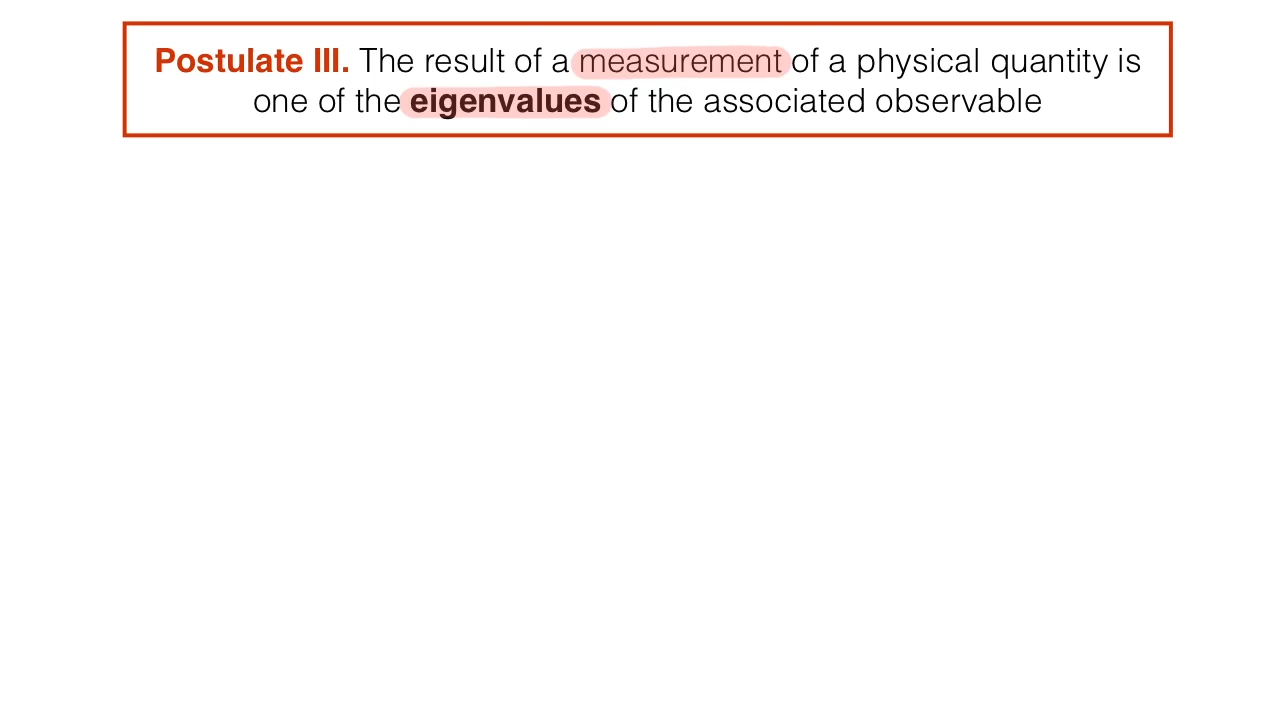 Postulate III. The result of a measurement of a physical quantity is
one of the eigenvalues of the associated observable